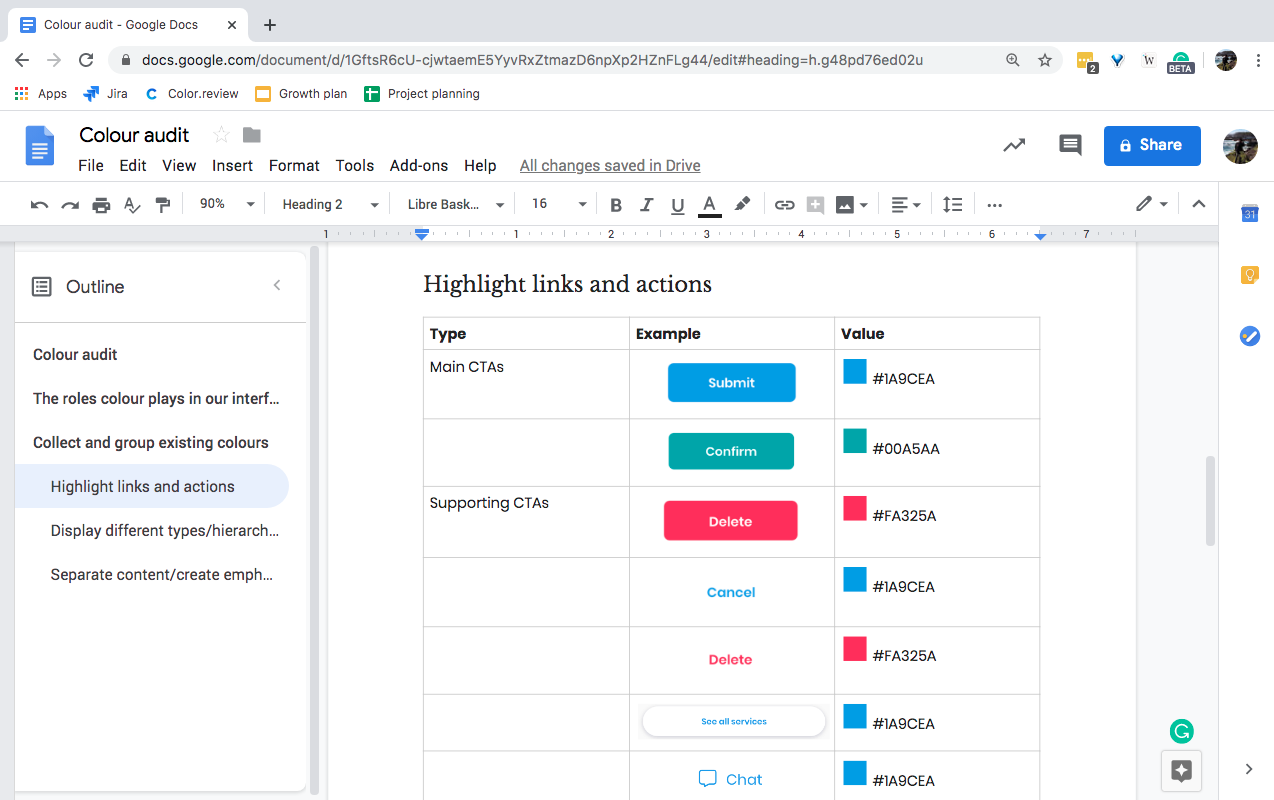 Colour audit - Google Docs
docs.google.com/document/d/1GftsR6cU-cjwtaemE5YyvRxZtmazD6npXp2HZnFLg44/edit#heading=h.g48pd76ed02u
2
W
BETA
Apps Jira Color.review Growth plan Project planning
Colour audit
File Edit View Insert Format Tools Add-ons Help All changes saved in Drive
Share
90% Heading 2 Libre Bask... 16 B I U A
31
1 1 2 3 4 5 6 7
Outline
Colour audit
The roles colour plays in our interf...
Collect and group existing colours
Highlight links and actions
Display different types/hierarch...
Separate content/create emph...
Highlight links and actions
Type Example Value
Main CTAs Submit #1A9CEA
Confirm #00A5AA
Supporting CTAs Delete #FA325A
Cancel #1A9CEA
Delete #FA325A
See all services #1A9CEA
Chat #1A9CEA